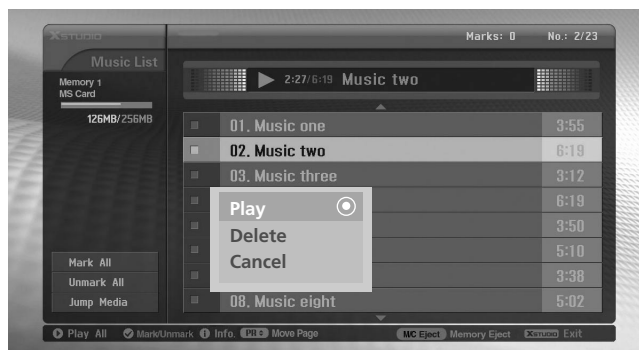 XSTUDIO
Marks: 0 No.: 2/23
Music List
Memory 1
MS Card
126MB/256MB
2:27/6:19 Music two
01. Music one 3:55
02. Music two 6:19
03. Music three 3:12
6:19
3:50
5:10
3:38
08. Music eight 5:02
Play
Delete
Cancel
Mark All
Unmark All
Jump Media
Play All Mark/Unmark Info. PR Move Page M/C Eject Memory Eject XSTUDIO Exit